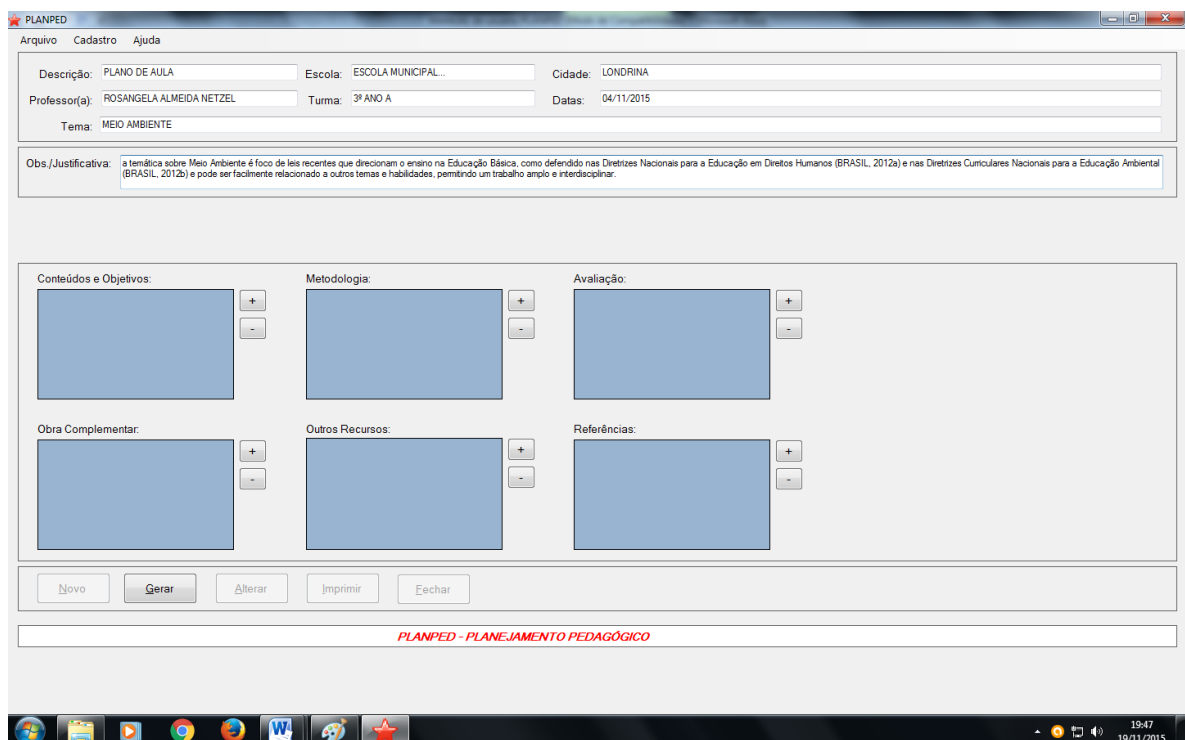 PLANPED
Arquivo Cadastro Ajuda
Descrição: PLANO DE AULA Escola: ESCOLA MUNICIPAL... Cidade: LONDRINA
Professor(a): ROSANGELA ALMEIDA NETZEL Turma: 3º ANO A Datas: 04/11/2015
Tema: MEIO AMBIENTE
Obs./Justificativa: a temática sobre Meio Ambiente é foco de leis recentes que direcionam o ensino na Educação Básica, como defendido nas Diretrizes Nacionais para a Educação em Direitos Humanos (BRASIL, 2012a) e nas Diretrizes Curriculares Nacionais para a Educação Ambiental
(BRASIL, 2012b) e pode ser facilmente relacionado a outros temas e habilidades, permitindo um trabalho amplo e interdisciplinar.
Conteúdos e Objetivos: Metodologia: Avaliação:
+ + +
- - -
Obra Complementar: Outros Recursos: Referências:
+ + +
- - -
Novo Gerar Alterar Imprimir Fechar
PLANPED - PLANEJAMENTO PEDAGÓGICO
19:47
19/11/2015